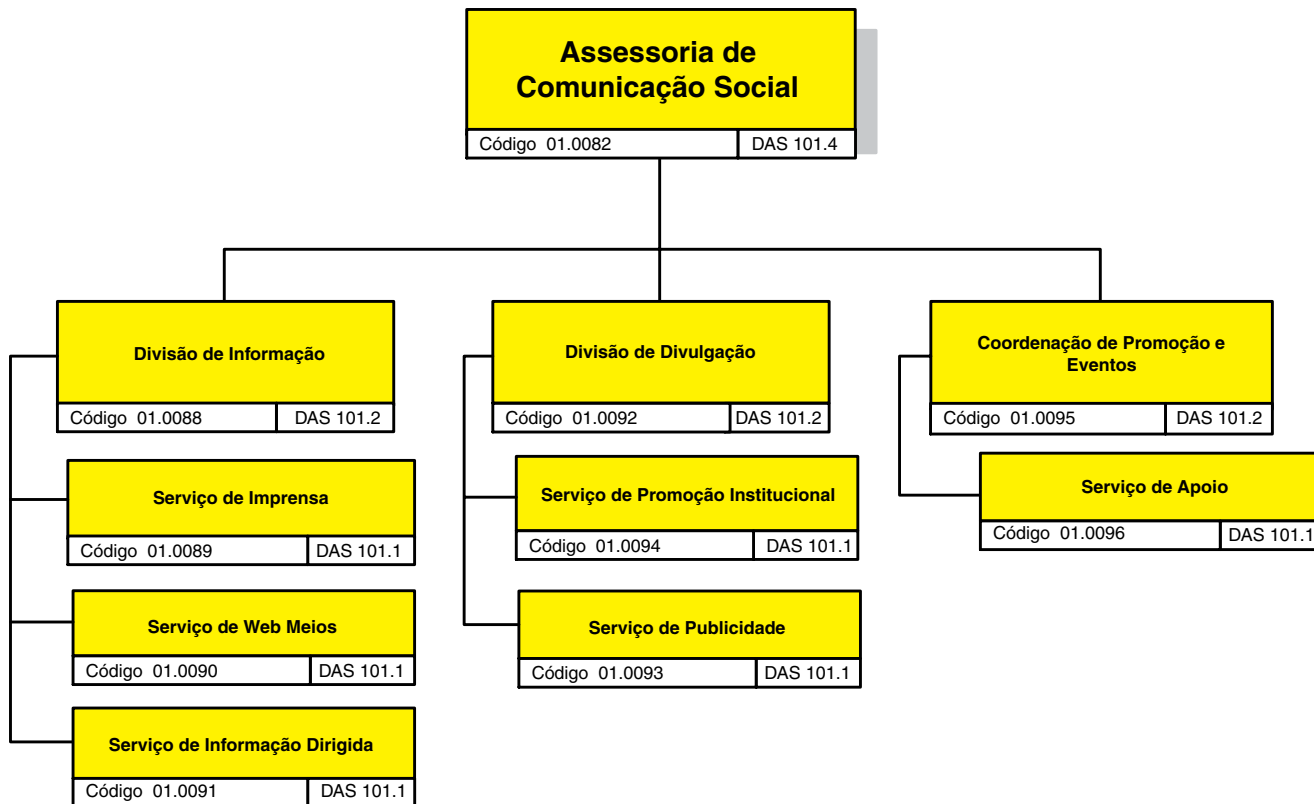 Assessoria de
Comunicação Social
Código 01.0082 DAS 101.4
Divisão de Informação
Código 01.0088 DAS 101.2
Serviço de Imprensa
Código 01.0089 DAS 101.1
Serviço de Web Meios
Código 01.0090 DAS 101.1
Serviço de Informação Dirigida
Código 01.0091 DAS 101.1
Divisão de Divulgação
Código 01.0092 DAS 101.2
Serviço de Promoção Institucional
Código 01.0094 DAS 101.1
Serviço de Publicidade
Código 01.0093 DAS 101.1
Coordenação de Promoção e
Eventos
Código 01.0095 DAS 101.2
Serviço de Apoio
Código 01.0096 DAS 101.1